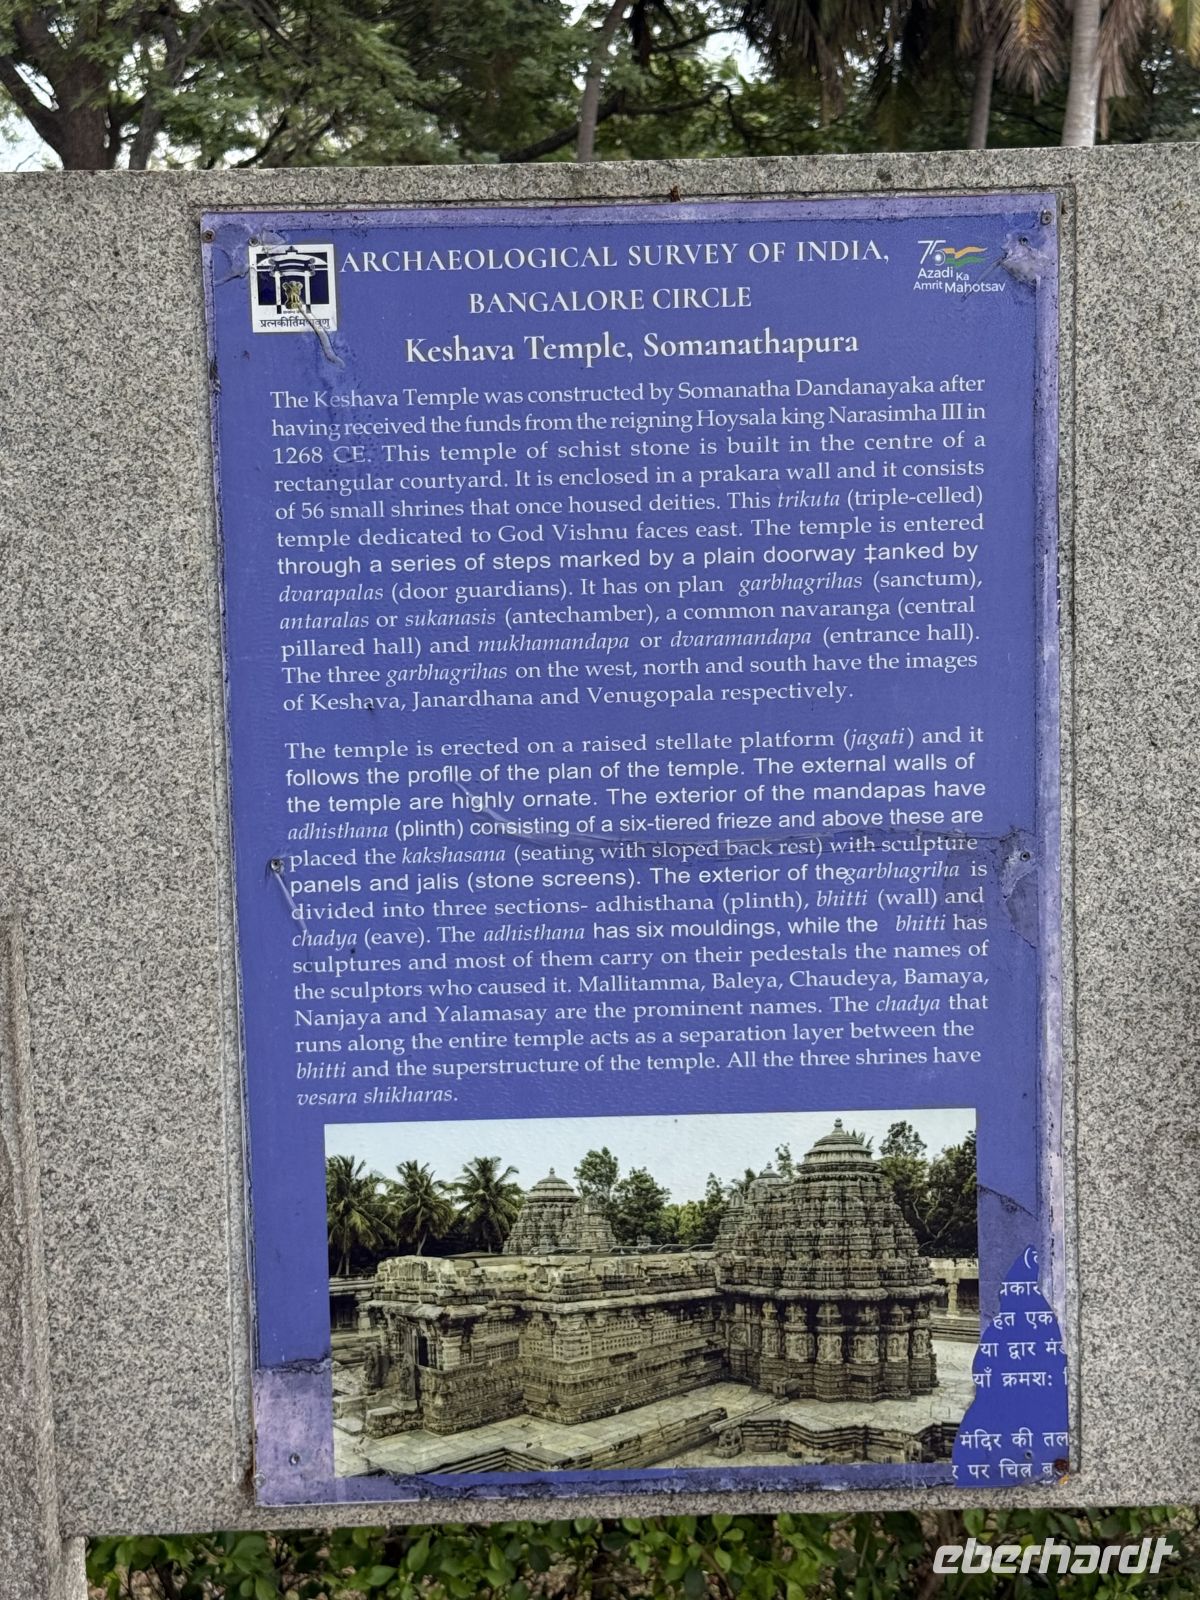 ARCHAEOLOGICAL SURVEY OF INDIA,
BANGALORE CIRCLE
75
Azadi Ka
Amrit Mahotsav
Keshava Temple, Somanathapura
The Keshava Temple was constructed by Somanatha Dandanayaka after
having received the funds from the reigning Hoysala king Narasimha III in
1268 CE. This temple of schist stone is built in the centre of a
rectangular courtyard. It is enclosed in a prakara wall and it consists
of 56 small shrines that once housed deities. This trikuta (triple-celled)
temple dedicated to God Vishnu faces east. The temple is entered
through a series of steps marked by a plain doorway ‡anked by
dvarapalas (door guardians). It has on plan garbhagrihas (sanctum),
antaralas or sukanasis (antechamber), a common navaranga (central
pillared hall) and mukhamandapa or dvaramandapa (entrance hall).
The three garbhagrihas on the west, north and south have the images
of Keshava, Janardhana and Venugopala respectively.
The temple is erected on a raised stellate platform (jagati) and it
follows the proflle of the plan of the temple. The external walls of
the temple are highly ornate. The exterior of the mandapas have
adhisthana (plinth) consisting of a six-tiered frieze and above these are
placed the kakshasana (seating with sloped back rest) with sculpture
panels and jalis (stone screens). The exterior of the garbhagriha is
divided into three sections- adhisthana (plinth), bhitti (wall) and
chadya (eave). The adhisthana has six mouldings, while the bhitti has
sculptures and most of them carry on their pedestals the names of
the sculptors who caused it. Mallitamma, Baleya, Chaudeya, Bamaya,
Nanjaya and Yalamasay are the prominent names. The chadya that
runs along the entire temple acts as a separation layer between the
bhitti and the superstructure of the temple. All the three shrines have
vesara shikharas.
एक
या द्वार
क्रमशः
मंदिर की
पर चित्र
eberhardt